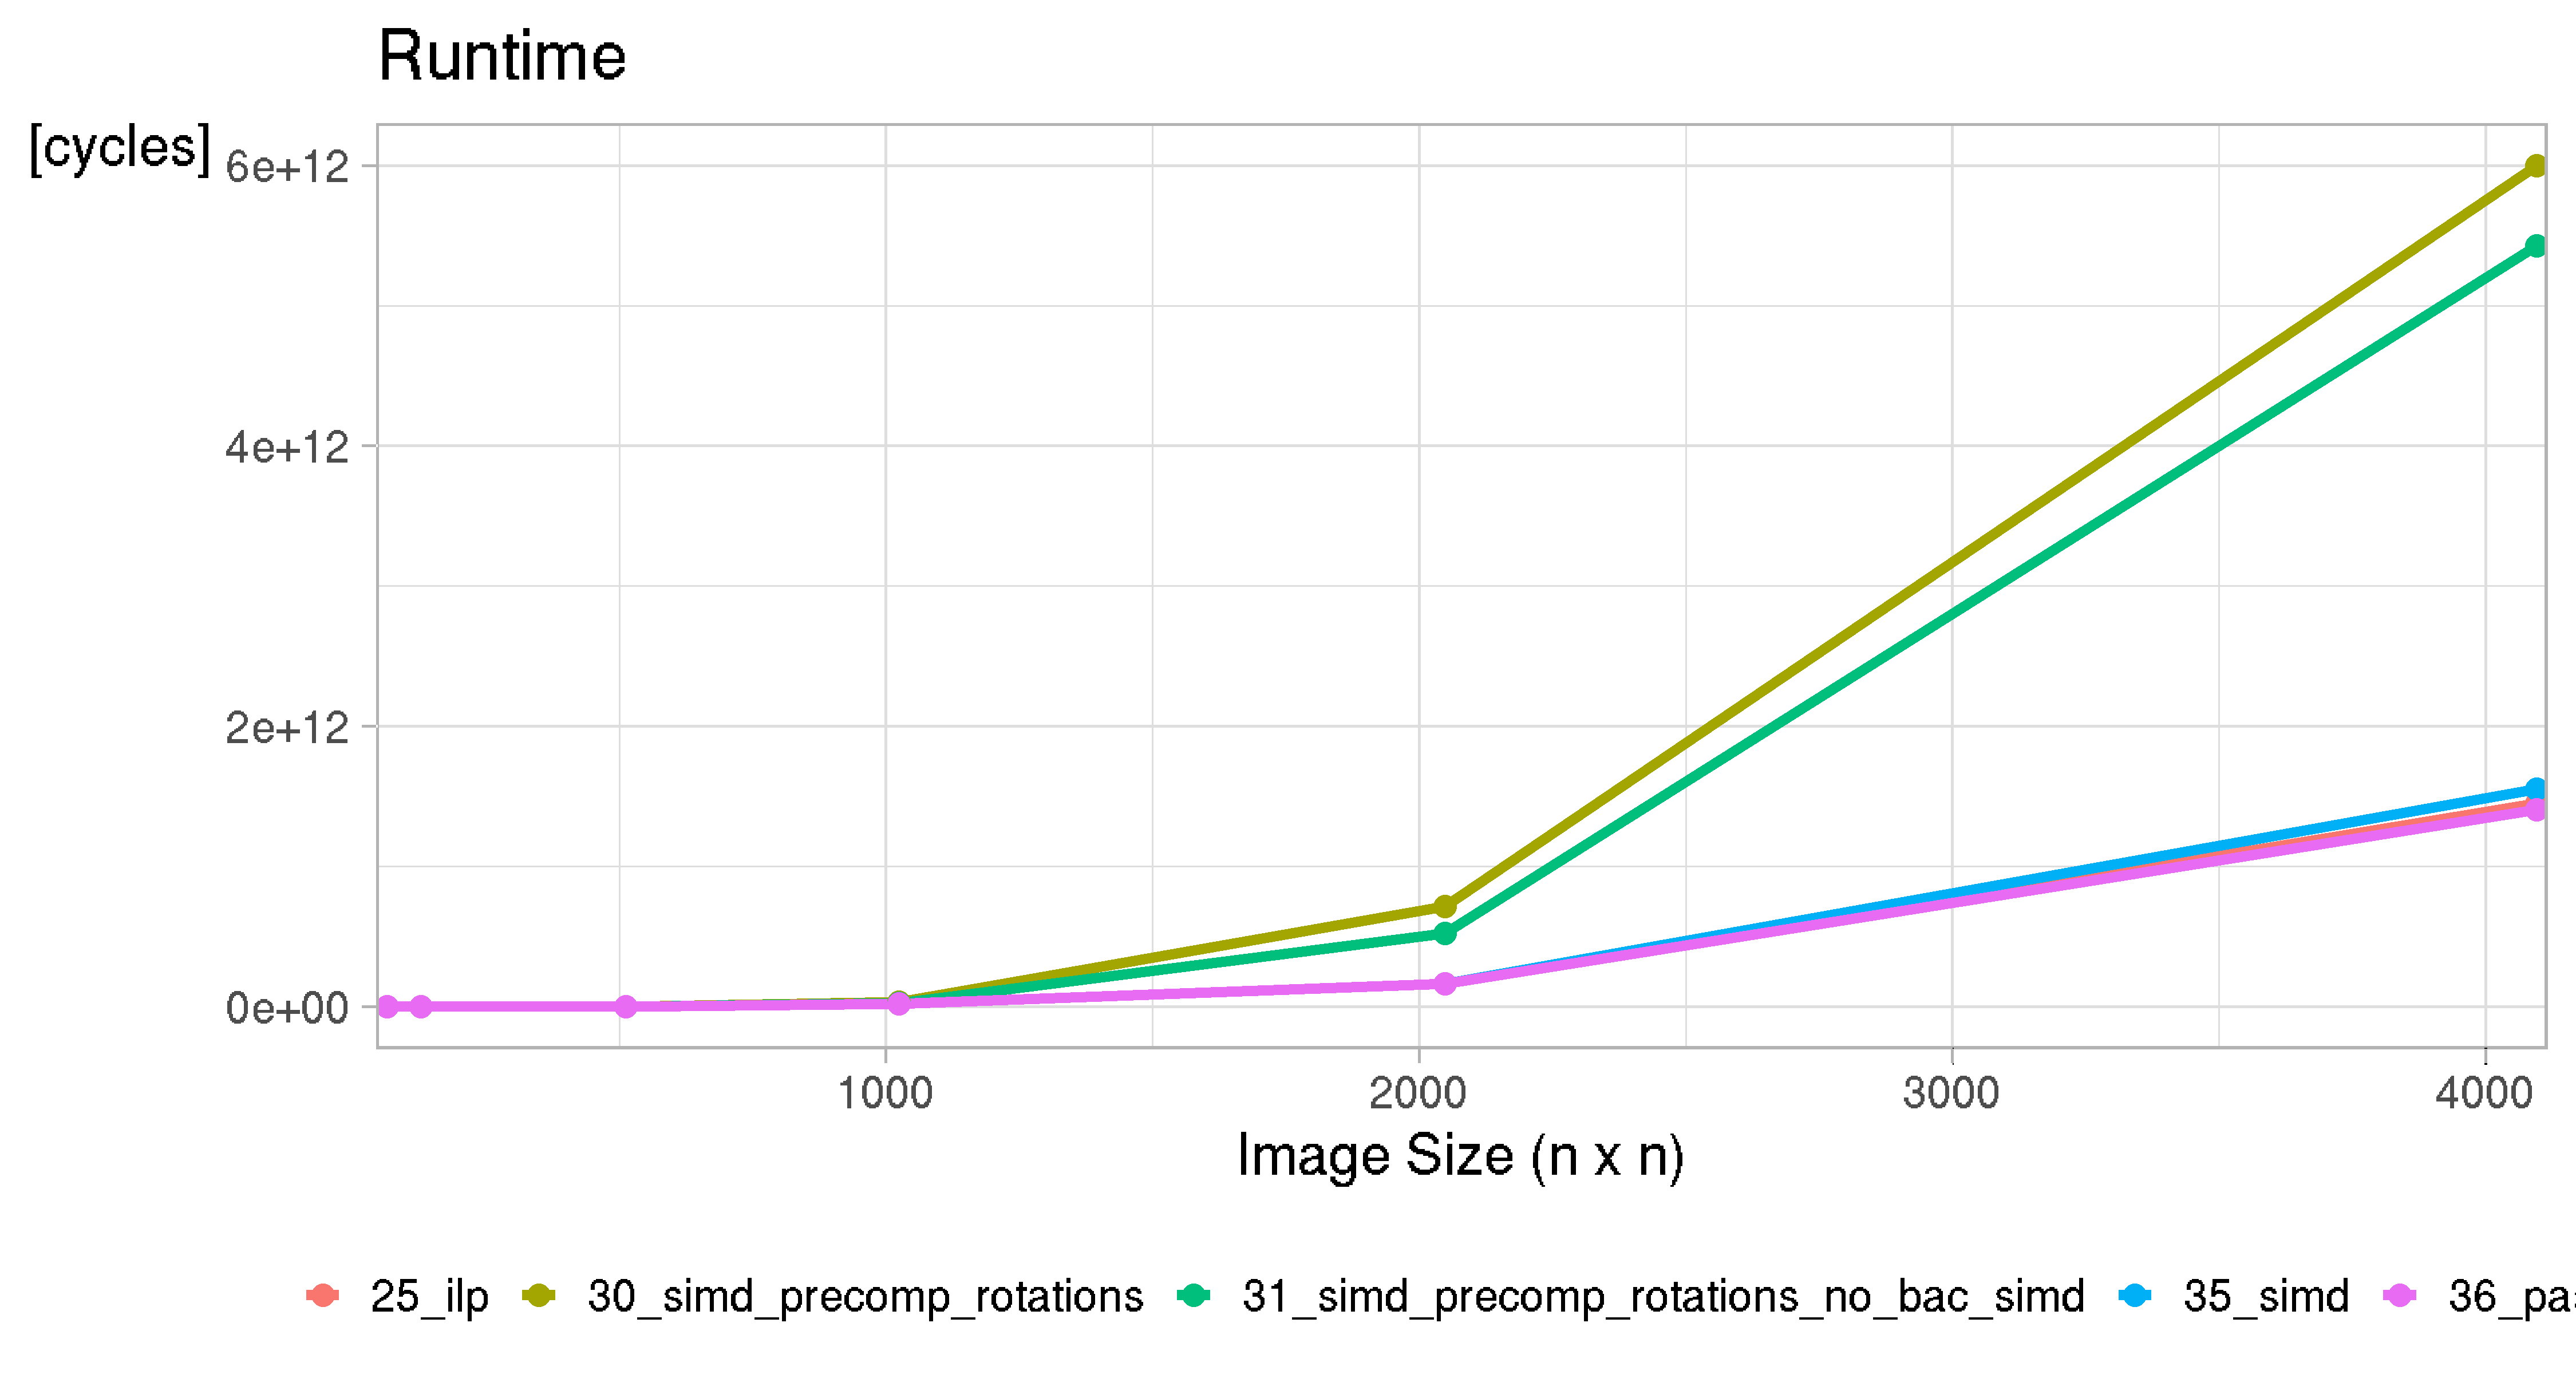 Runtime
[cycles]
6e+12
4e+12
2e+12
0e+00
1000 2000 3000 4000
Image Size (n x n)
25_ilp 30_simd_precomp_rotations 31_simd_precomp_rotations_no_bac_simd 35_simd